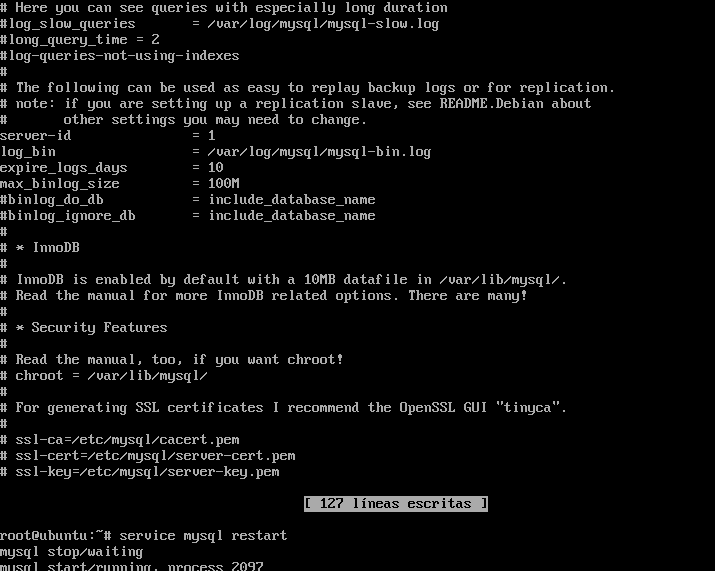 # Here you can see queries with especially long duration
#log_slow_queries       = /var/log/mysql/mysql-slow.log
#long_query_time = 2
#log-queries-not-using-indexes
#
# The following can be used as easy to replay backup logs or for replication.
# note: if you are setting up a replication slave, see README.Debian about
#       other settings you may need to change.
server-id               = 1
log_bin                 = /var/log/mysql/mysql-bin.log
expire_logs_days        = 10
max_binlog_size         = 100M
#binlog_do_db           = include_database_name
#binlog_ignore_db       = include_database_name
#
# * InnoDB
#
# InnoDB is enabled by default with a 10MB datafile in /var/lib/mysql/.
# Read the manual for more InnoDB related options. There are many!
#
# * Security Features
#
# Read the manual, too, if you want chroot!
# chroot = /var/lib/mysql/
#
# For generating SSL certificates I recommend the OpenSSL GUI "tinyca".
#
# ssl-ca=/etc/mysql/cacert.pem
# ssl-cert=/etc/mysql/server-cert.pem
# ssl-key=/etc/mysql/server-key.pem
[ 127 líneas escritas ]
root@ubuntu:~# service mysql restart
mysql stop/waiting
mysql start/running, process 2097